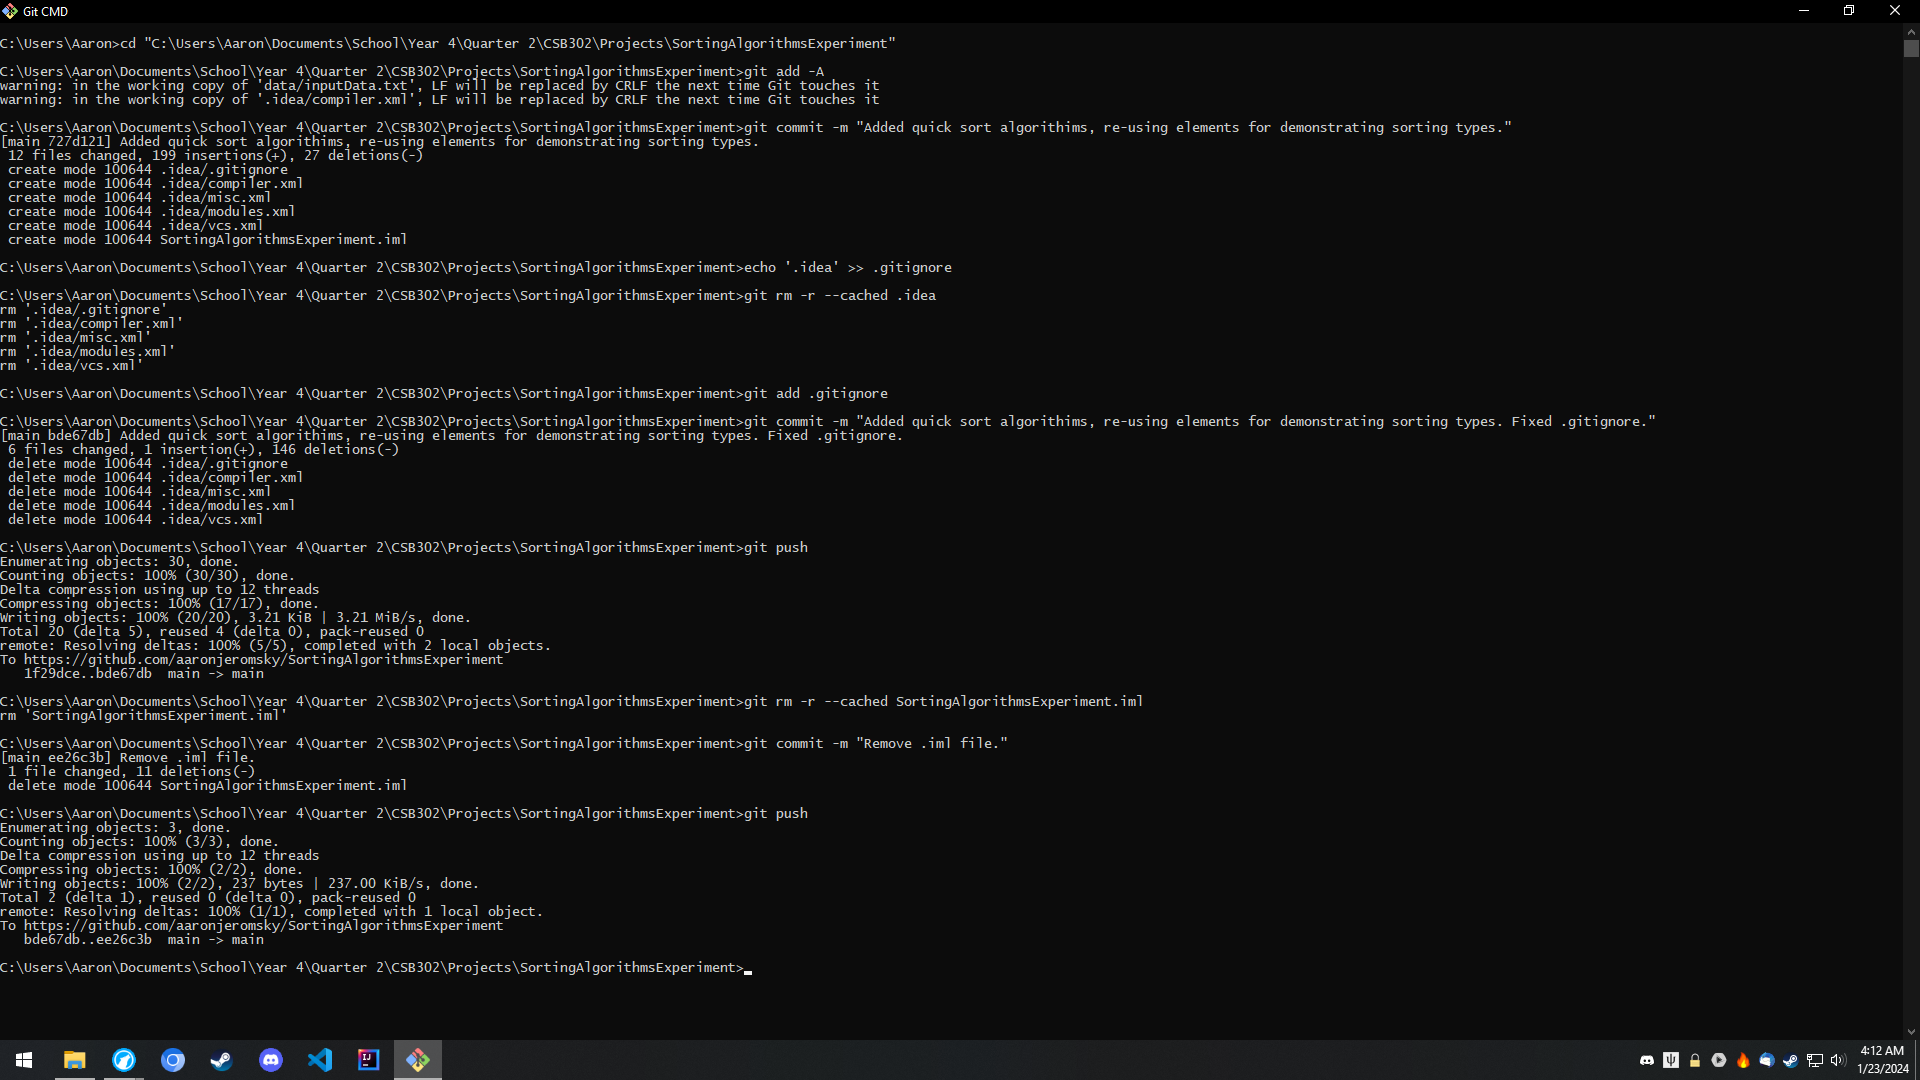 Git CMD
C:\Users\Aaron>cd "C:\Users\Aaron\Documents\School\Year 4\Quarter 2\CSB302\Projects\SortingAlgorithmsExperiment"
C:\Users\Aaron\Documents\School\Year 4\Quarter 2\CSB302\Projects\SortingAlgorithmsExperiment>git add -A
warning: in the working copy of 'data/inputData.txt', LF will be replaced by CRLF the next time Git touches it
warning: in the working copy of '.idea/compiler.xml', LF will be replaced by CRLF the next time Git touches it
C:\Users\Aaron\Documents\School\Year 4\Quarter 2\CSB302\Projects\SortingAlgorithmsExperiment>git commit -m "Added quick sort algorithims, re-using elements for demonstrating sorting types."
[main 727d121] Added quick sort algorithims, re-using elements for demonstrating sorting types.
 12 files changed, 199 insertions(+), 27 deletions(-)
 create mode 100644 .idea/.gitignore
 create mode 100644 .idea/compiler.xml
 create mode 100644 .idea/misc.xml
 create mode 100644 .idea/modules.xml
 create mode 100644 .idea/vcs.xml
 create mode 100644 SortingAlgorithmsExperiment.iml
C:\Users\Aaron\Documents\School\Year 4\Quarter 2\CSB302\Projects\SortingAlgorithmsExperiment>echo '.idea' >> .gitignore
C:\Users\Aaron\Documents\School\Year 4\Quarter 2\CSB302\Projects\SortingAlgorithmsExperiment>git rm -r --cached .idea
rm '.idea/.gitignore'
rm '.idea/compiler.xml'
rm '.idea/misc.xml'
rm '.idea/modules.xml'
rm '.idea/vcs.xml'
C:\Users\Aaron\Documents\School\Year 4\Quarter 2\CSB302\Projects\SortingAlgorithmsExperiment>git add .gitignore
C:\Users\Aaron\Documents\School\Year 4\Quarter 2\CSB302\Projects\SortingAlgorithmsExperiment>git commit -m "Added quick sort algorithims, re-using elements for demonstrating sorting types. Fixed .gitignore."
[main bde67db] Added quick sort algorithims, re-using elements for demonstrating sorting types. Fixed .gitignore.
 6 files changed, 1 insertion(+), 146 deletions(-)
 delete mode 100644 .idea/.gitignore
 delete mode 100644 .idea/compiler.xml
 delete mode 100644 .idea/misc.xml
 delete mode 100644 .idea/modules.xml
 delete mode 100644 .idea/vcs.xml
C:\Users\Aaron\Documents\School\Year 4\Quarter 2\CSB302\Projects\SortingAlgorithmsExperiment>git push
Enumerating objects: 30, done.
Counting objects: 100% (30/30), done.
Delta compression using up to 12 threads
Compressing objects: 100% (17/17), done.
Writing objects: 100% (20/20), 3.21 KiB | 3.21 MiB/s, done.
Total 20 (delta 5), reused 4 (delta 0), pack-reused 0
remote: Resolving deltas: 100% (5/5), completed with 2 local objects.
To https://github.com/aaronjeromsky/SortingAlgorithmsExperiment
   1f29dce..bde67db  main -> main
C:\Users\Aaron\Documents\School\Year 4\Quarter 2\CSB302\Projects\SortingAlgorithmsExperiment>git rm -r --cached SortingAlgorithmsExperiment.iml
rm 'SortingAlgorithmsExperiment.iml'
C:\Users\Aaron\Documents\School\Year 4\Quarter 2\CSB302\Projects\SortingAlgorithmsExperiment>git commit -m "Remove .iml file."
[main ee26c3b] Remove .iml file.
 1 file changed, 11 deletions(-)
 delete mode 100644 SortingAlgorithmsExperiment.iml
C:\Users\Aaron\Documents\School\Year 4\Quarter 2\CSB302\Projects\SortingAlgorithmsExperiment>git push
Enumerating objects: 3, done.
Counting objects: 100% (3/3), done.
Delta compression using up to 12 threads
Compressing objects: 100% (2/2), done.
Writing objects: 100% (2/2), 237 bytes | 237.00 KiB/s, done.
Total 2 (delta 1), reused 0 (delta 0), pack-reused 0
remote: Resolving deltas: 100% (1/1), completed with 1 local object.
To https://github.com/aaronjeromsky/SortingAlgorithmsExperiment
   bde67db..ee26c3b  main -> main
C:\Users\Aaron\Documents\School\Year 4\Quarter 2\CSB302\Projects\SortingAlgorithmsExperiment>
IJ
4:12 AM
1/23/2024